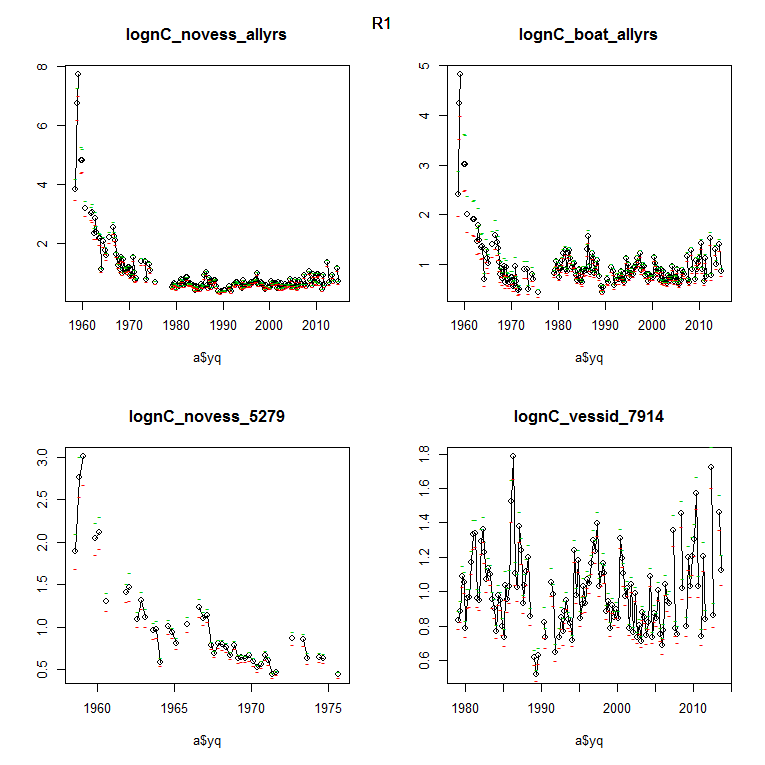 R1
lognC_novess_allyrs
8
6
4
2
1960 1970 1980 1990 2000 2010
a$yq
lognC_boat_allyrs
5
4
3
2
1
1960 1970 1980 1990 2000 2010
a$yq
lognC_novess_5279
3.0
2.5
2.0
1.5
1.0
0.5
1960 1965 1970 1975
a$yq
lognC_vessid_7914
1.8
1.6
1.4
1.2
1.0
0.8
0.6
1980 1990 2000 2010
a$yq